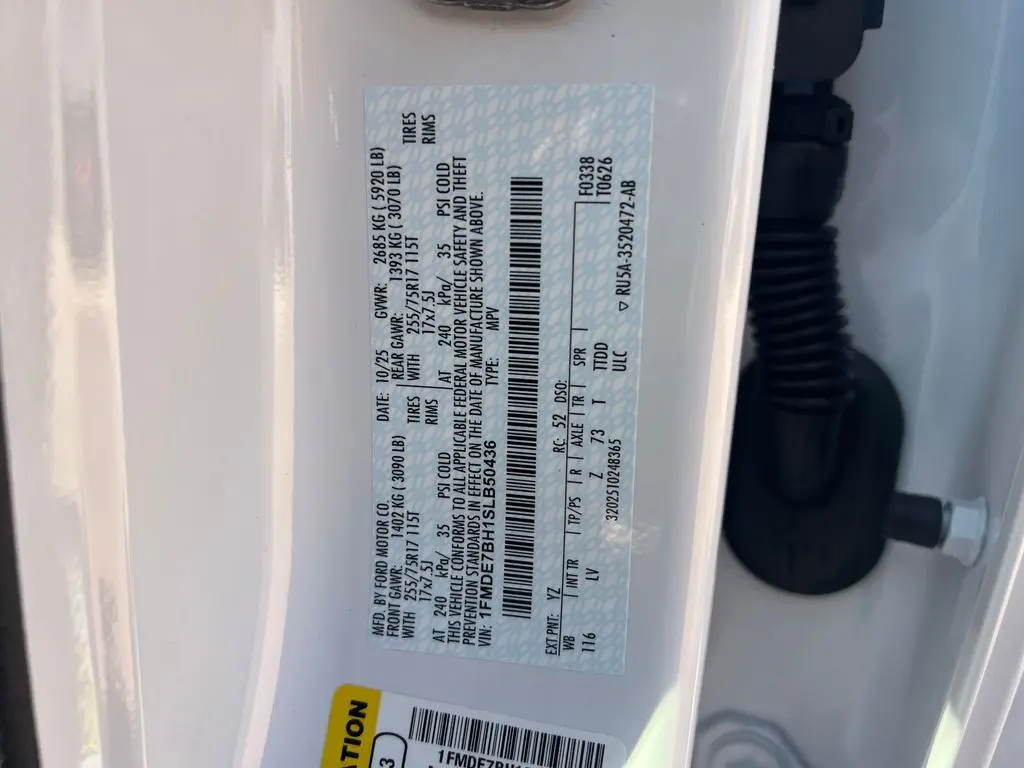 MFD. BY FORD MOTOR CO. DATE: 10/25 GVWR: 2685 KG ( 5920 LB)
FRONT GAWR: 1402 KG ( 3090 LB) REAR GAWR: 1393 KG ( 3070 LB)
WITH 255/75R17 115T TIRES WITH 255/75R17 115T TIRES
17x7.5J RIMS 17x7.5J RIMS
AT 240 kPa/ 35 PSI COLD AT 240 kPa/ 35 PSI COLD
THIS VEHICLE CONFORMS TO ALL APPLICABLE FEDERAL MOTOR VEHICLE SAFETY AND THEFT
PREVENTION STANDARDS IN EFFECT ON THE DATE OF MANUFACTURE SHOWN ABOVE.
VIN: 1FMDE7BH1SLB50436 TYPE: MPV
EXT PNT: YZ RC: 52 DSO: F0338
WB INT TR TP/PS R AXLE TR SPR T0626
116 LV Z 73 T TTDD
3202510248365 ULC
▽ RU5A-3520472-AB
ATION
3
1FMDE7BH1